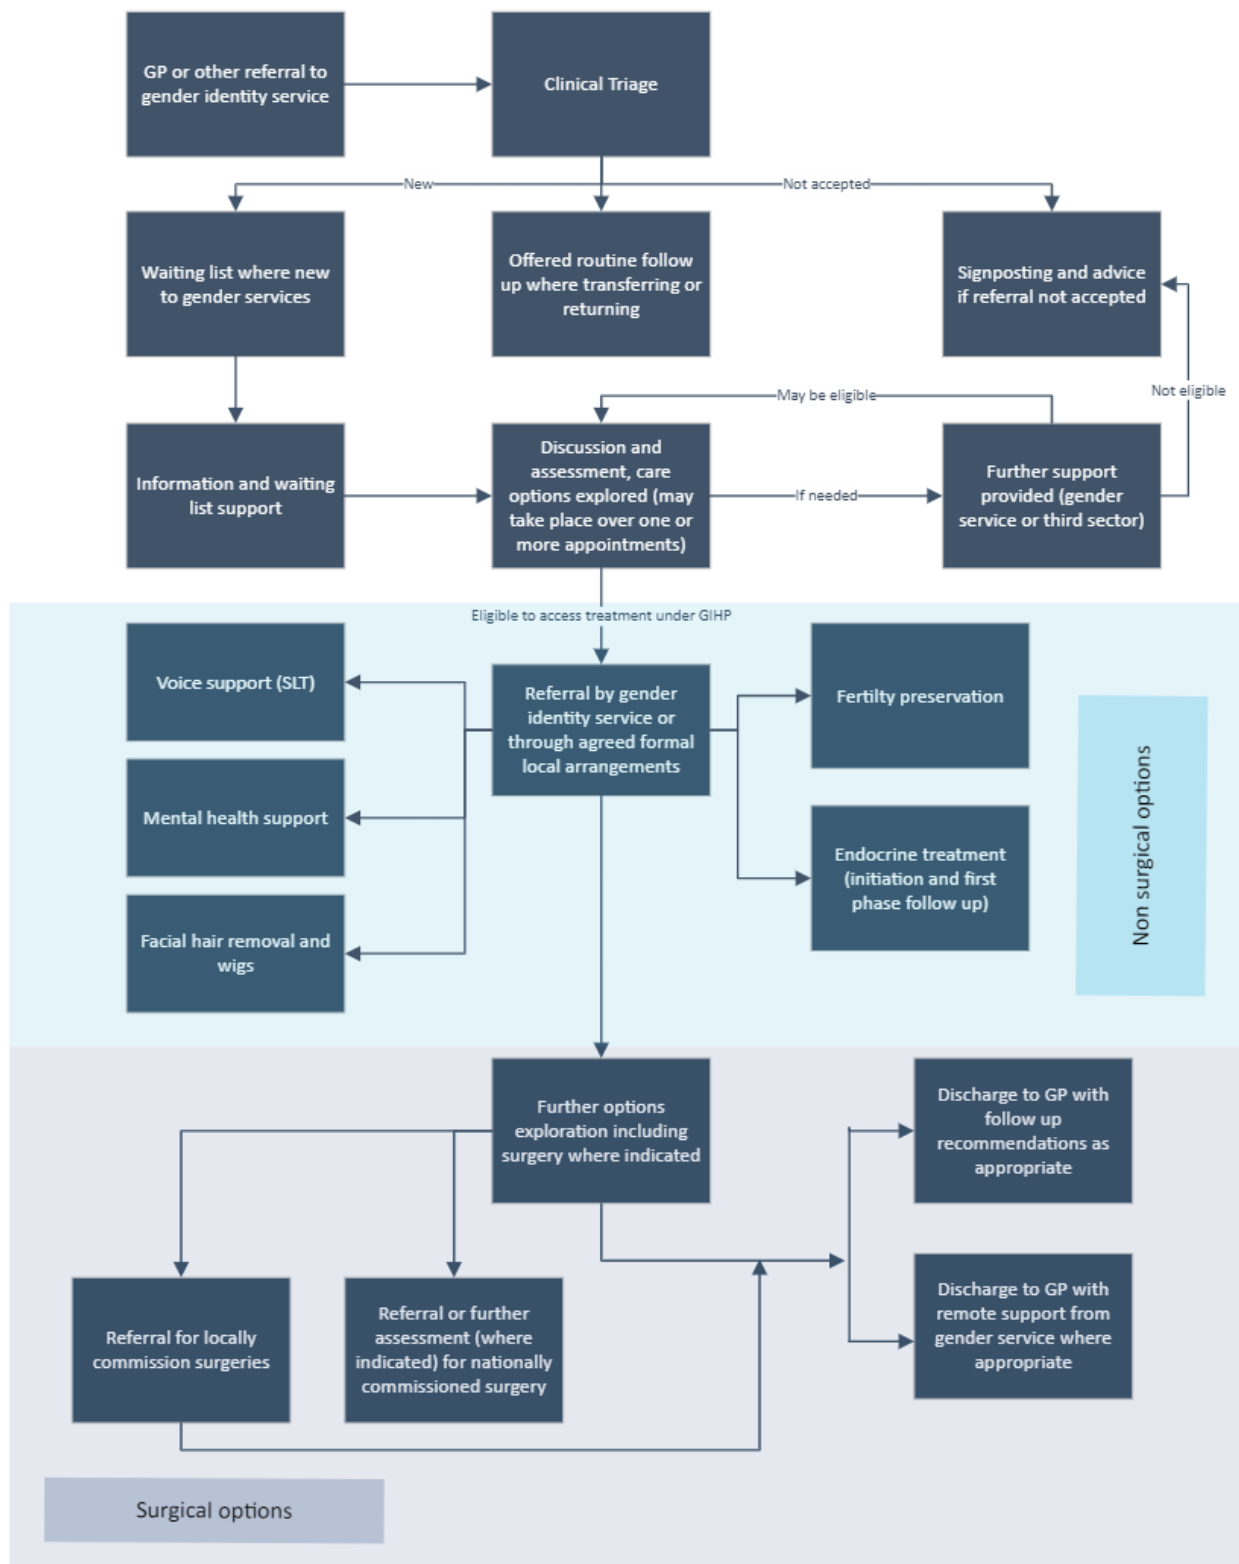 GP or other referral to
gender identity service
Clinical Triage
New
Not accepted
Waiting list where new
to gender services
Offered routine follow
up where transferring or
returning
Signposting and advice
if referral not accepted
Not eligible
May be eligible
Information and waiting
list support
Discussion and
assessment, care
options explored (may
take place over one or
more appointments)
If needed
Further support
provided (gender
service or third sector)
Eligible to access treatment under GIHP
Voice support (SLT)
Referral by gender
identity service or
through agreed formal
local arrangements
Fertilty preservation
Mental health support
Endocrine treatment
(initiation and first
phase follow up)
Facial hair removal and
wigs
Non surgical options
Further options
exploration including
surgery where indicated
Discharge to GP with
follow up
recommendations as
appropriate
Referral for locally
commission surgeries
Referral or further
assessment (where
indicated) for nationally
commissioned surgery
Discharge to GP with
remote support from
gender service where
appropriate
Surgical options